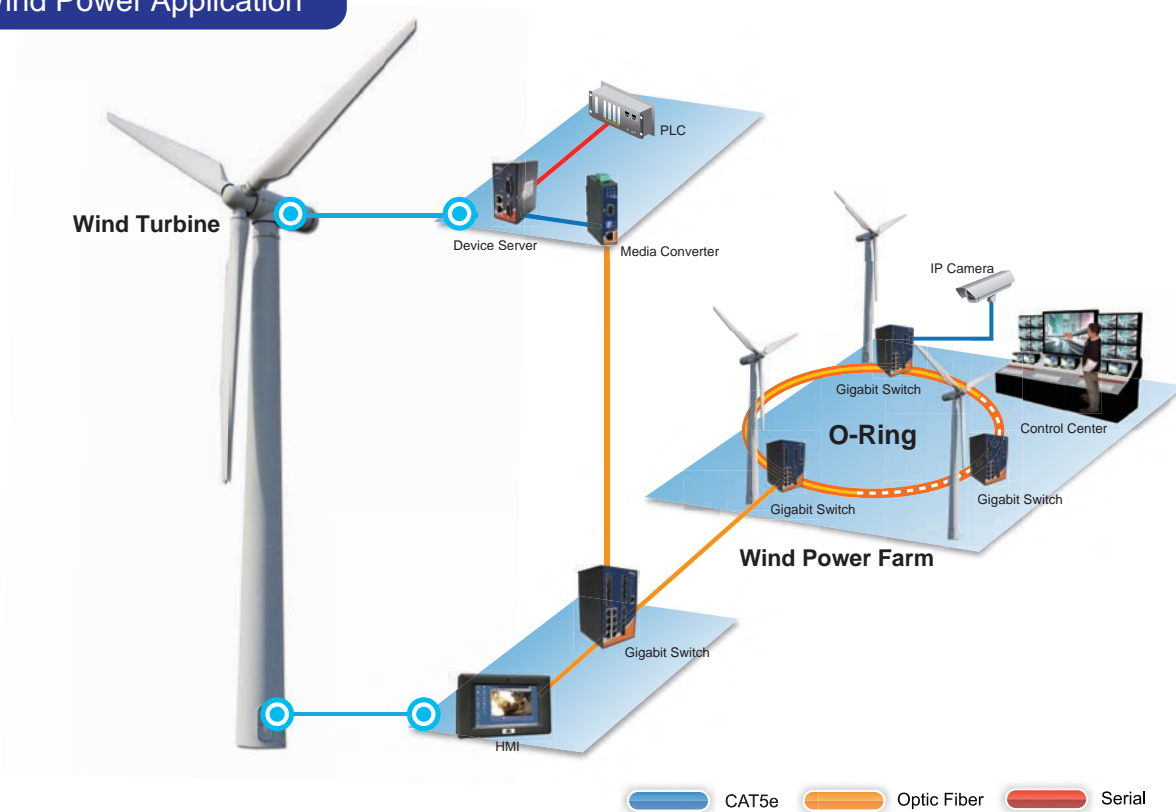 Wind Power Application
PLC
Wind Turbine
Device Server
Media Converter
IP Camera
Gigabit Switch
O-Ring
Control Center
Gigabit Switch
Gigabit Switch
Wind Power Farm
Gigabit Switch
HMI
CAT5e
Optic Fiber
Serial